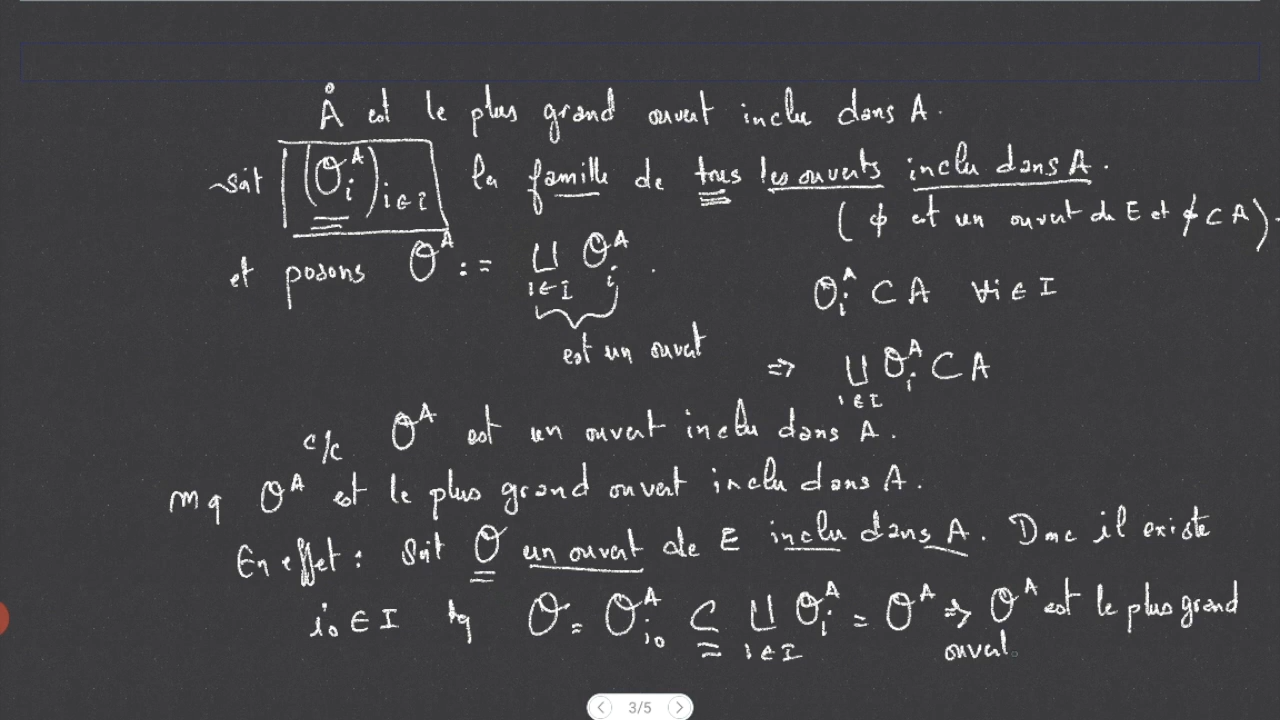 Å est le plus grand ouvert inclu dans A.
soit (O_i^A)_{i∈I} la famille de tous les ouverts inclu dans A.
(ϕ est un ouvert de E et ϕ ⊂ A).
et posons O^A := ∪_{i∈I} O_i^A .
O_i^A ⊂ A ∀i ∈ I
est un ouvert
=> ∪_{i∈I} O_i^A ⊂ A
c/c O^A est un ouvert inclu dans A.
Mq O^A est le plus grand ouvert inclu dans A.
En effet : Soit O un ouvert de E inclu dans A. Donc il existe
i_0 ∈ I tq O = O_{i_0}^A ⊆ ∪_{i∈I} O_i^A = O^A => O^A est le plus grand
ouvert.
3/5